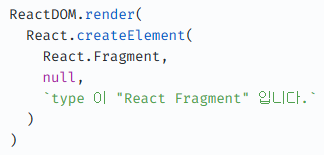 ReactDOM.render(
  React.createElement(
    React.Fragment,
    null,
    `type 이 "React Fragment" 입니다.`
  )
)